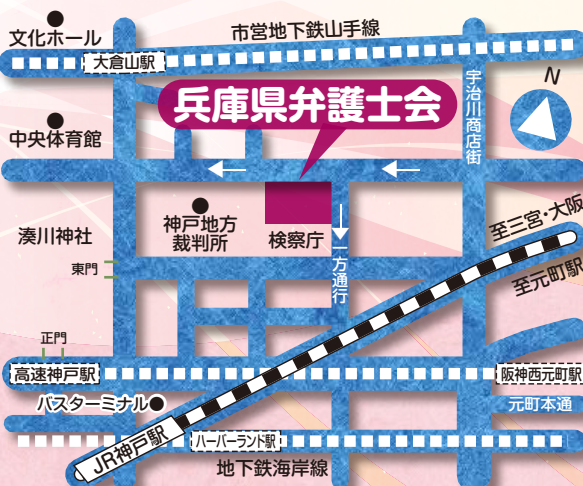 文化ホール
市営地下鉄山手線
大倉山駅
宇治川商店街
N
兵庫県弁護士会
中央体育館
湊川神社
神戸地方
裁判所
検察庁
一方通行
至三宮・大阪
至元町駅
東門
正門
高速神戸駅
阪神西元町駅
バスターミナル
元町本通
JR神戸駅
ハーバーランド駅
地下鉄海岸線